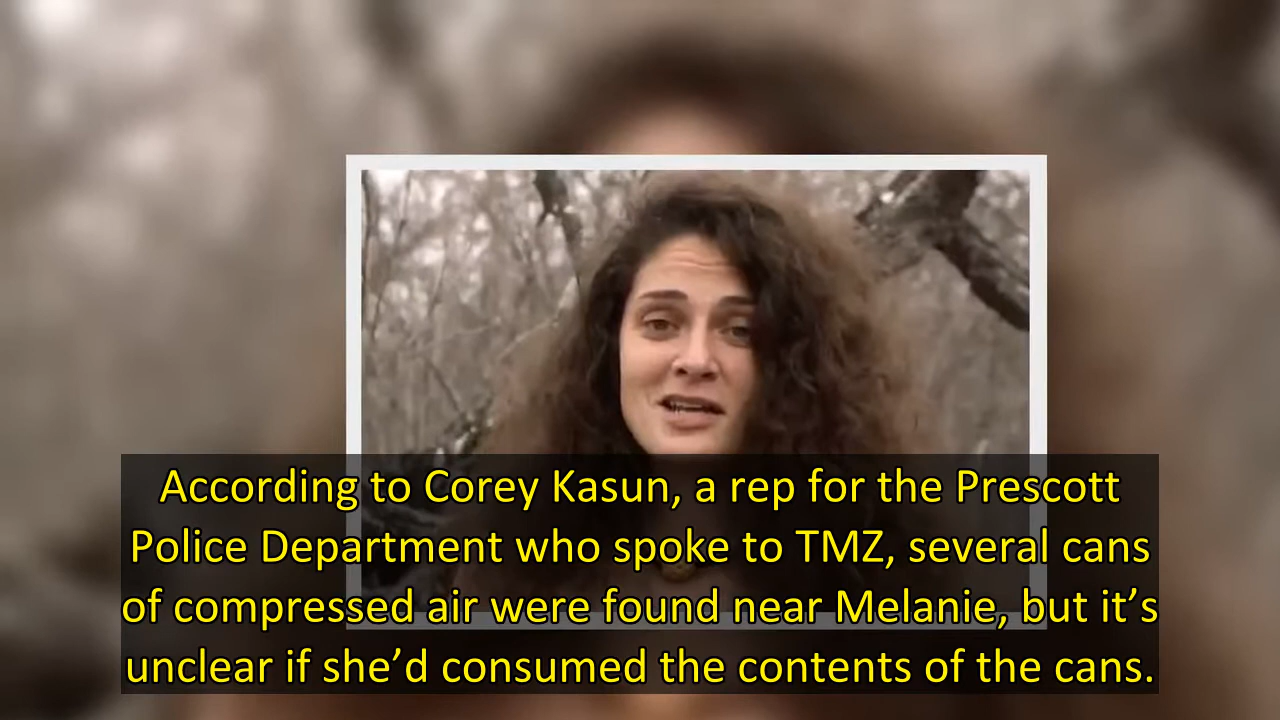 According to Corey Kasun, a rep for the Prescott
Police Department who spoke to TMZ, several cans
of compressed air were found near Melanie, but it’s
unclear if she’d consumed the contents of the cans.